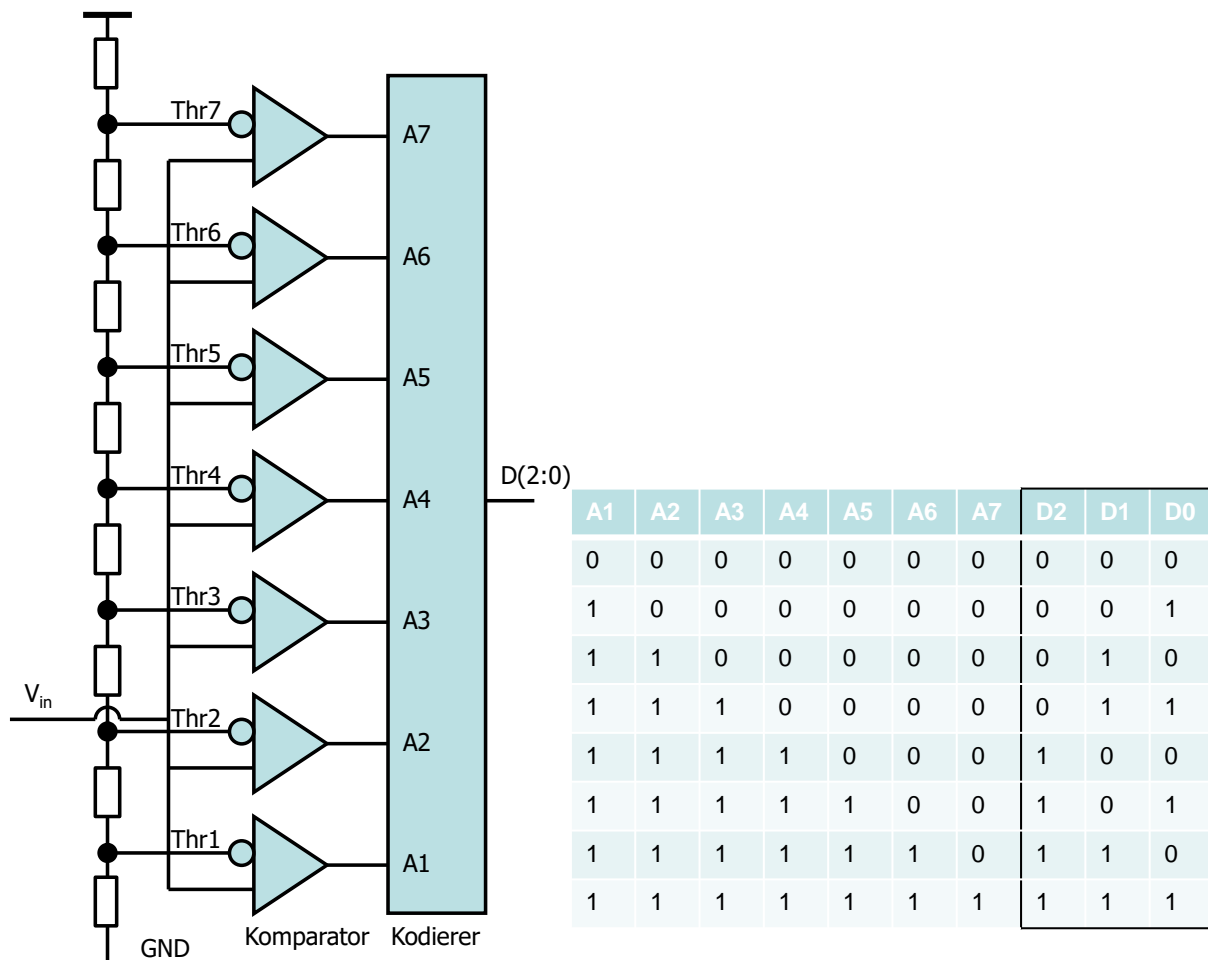 Thr7
A7
Thr6
A6
Thr5
A5
Thr4
A4
D(2:0)
Thr3
A3
Vin
Thr2
A2
Thr1
A1
GND
Komparator
Kodierer
A1 A2 A3 A4 A5 A6 A7 D2 D1 D0
0 0 0 0 0 0 0 0 0 0
1 0 0 0 0 0 0 0 0 1
1 1 0 0 0 0 0 0 1 0
1 1 1 0 0 0 0 0 1 1
1 1 1 1 0 0 0 1 0 0
1 1 1 1 1 0 0 1 0 1
1 1 1 1 1 1 0 1 1 0
1 1 1 1 1 1 1 1 1 1